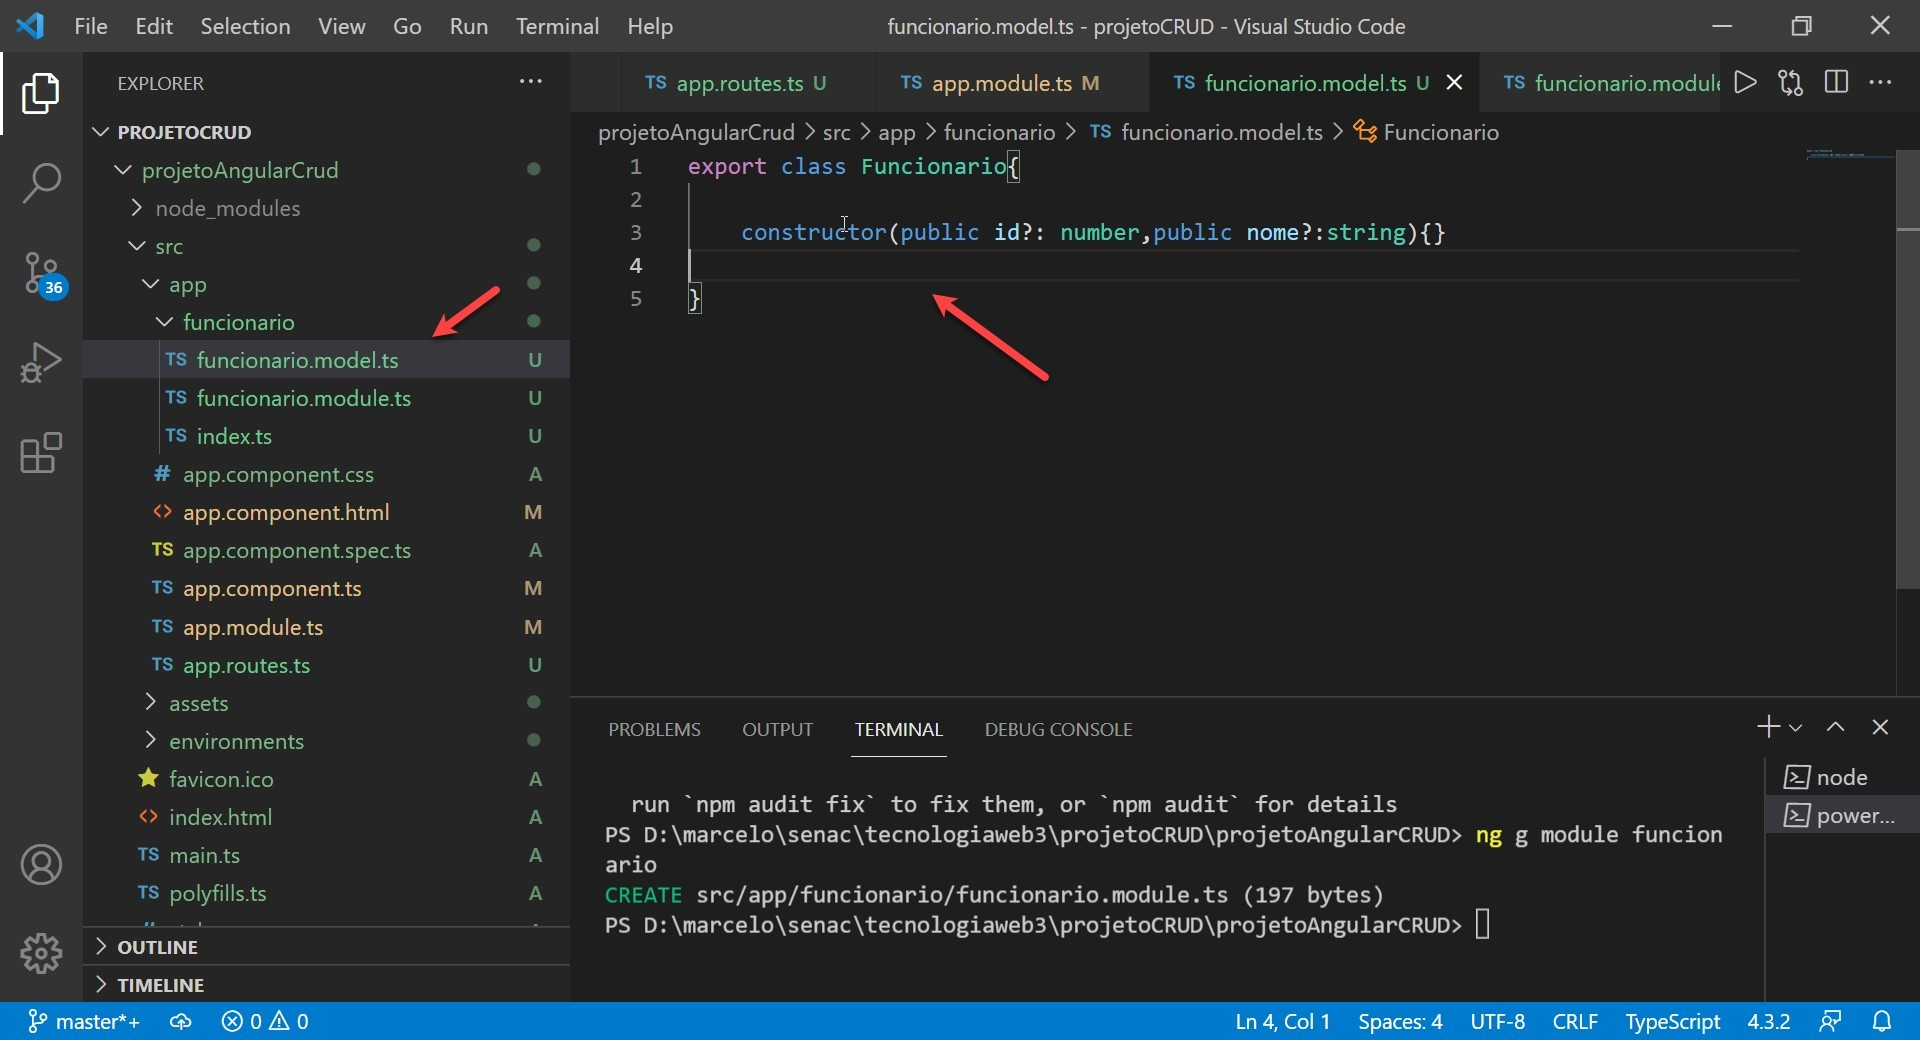 File Edit Selection View Go Run Terminal Help funcionario.model.ts - projetoCRUD - Visual Studio Code
EXPLORER ...
PROJETOCRUD
projetoAngularCrud
node_modules
src
app
funcionario
TS funcionario.model.ts U
TS funcionario.module.ts U
TS index.ts U
# app.component.css A
<> app.component.html M
TS app.component.spec.ts A
TS app.component.ts M
TS app.module.ts M
TS app.routes.ts U
assets
environments
favicon.ico A
<> index.html A
TS main.ts A
TS polyfills.ts A
OUTLINE
TIMELINE
36
TS app.routes.ts U TS app.module.ts M TS funcionario.model.ts U TS funcionario.module
projetoAngularCrud > src > app > funcionario > TS funcionario.model.ts > Funcionario
1 export class Funcionario{
2
3 constructor(public id?: number,public nome?:string){}
4
5 }
PROBLEMS OUTPUT TERMINAL DEBUG CONSOLE
run `npm audit fix` to fix them, or `npm audit` for details
PS D:\marcelo\senac\tecnologiaweb3\projetoCRUD\projetoAngularCRUD> ng g module funcion
ario
CREATE src/app/funcionario/funcionario.module.ts (197 bytes)
PS D:\marcelo\senac\tecnologiaweb3\projetoCRUD\projetoAngularCRUD>
node
power...
master*+ 0 0 Ln 4, Col 1 Spaces: 4 UTF-8 CRLF TypeScript 4.3.2